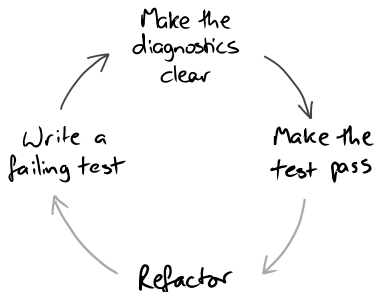 Make the
diagnostics
clear
Write a
failing test
Make the
test pass
Refactor